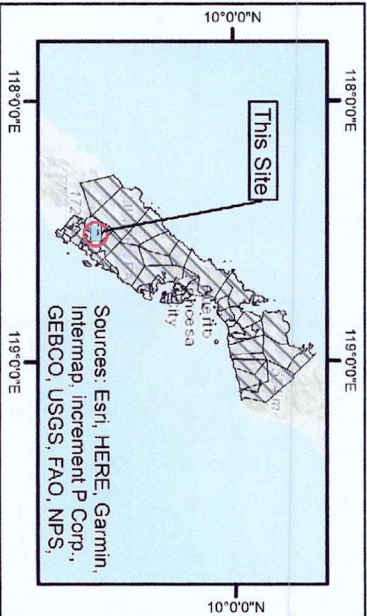 118°0'0"E
119°0'0"E
10°0'0"N
10°0'0"N
This Site
City
Sources: Esri, HERE, Garmin,
Intermap, increment P Corp.,
GEBCO, USGS, FAO, NPS,
118°0'0"E
119°0'0"E